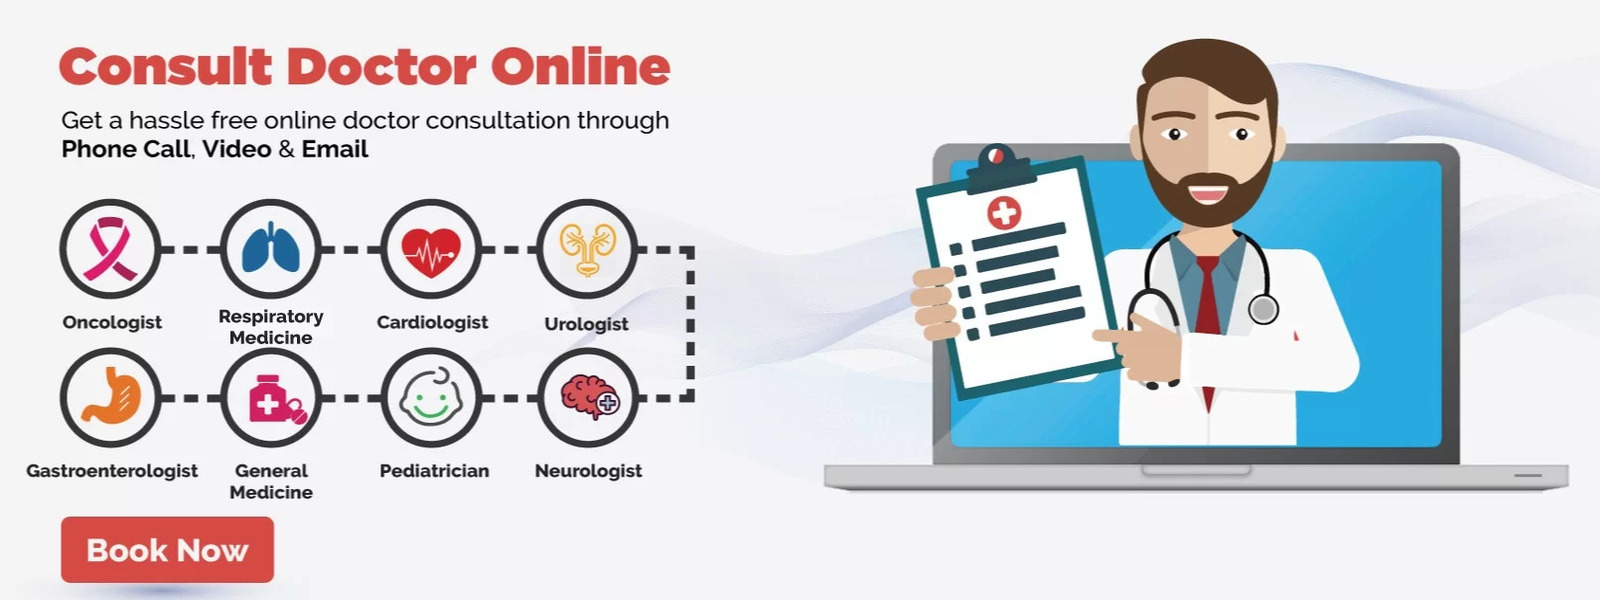 Consult Doctor Online
Get a hassle free online doctor consultation through
Phone Call, Video & Email
Oncologist
Respiratory
Medicine
Cardiologist
Urologist
Gastroenterologist
General
Medicine
Pediatrician
Neurologist
Book Now